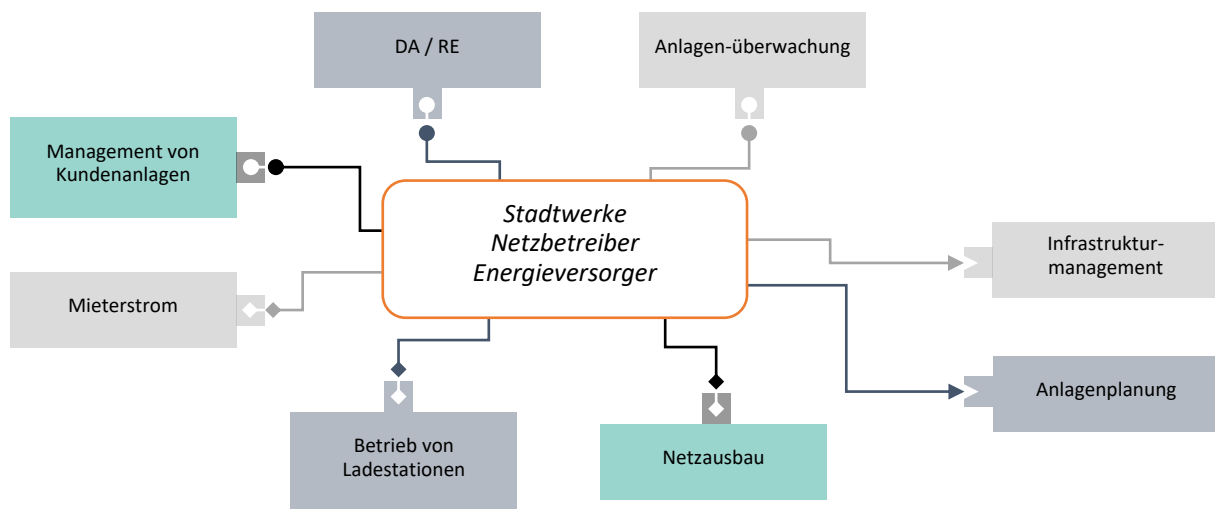 DA / RE
Anlagen-überwachung
Management von
Kundenanlagen
Stadtwerke
Netzbetreiber
Energieversorger
Infrastruktur-
management
Mieterstrom
Anlagenplanung
Betrieb von
Ladestationen
Netzausbau